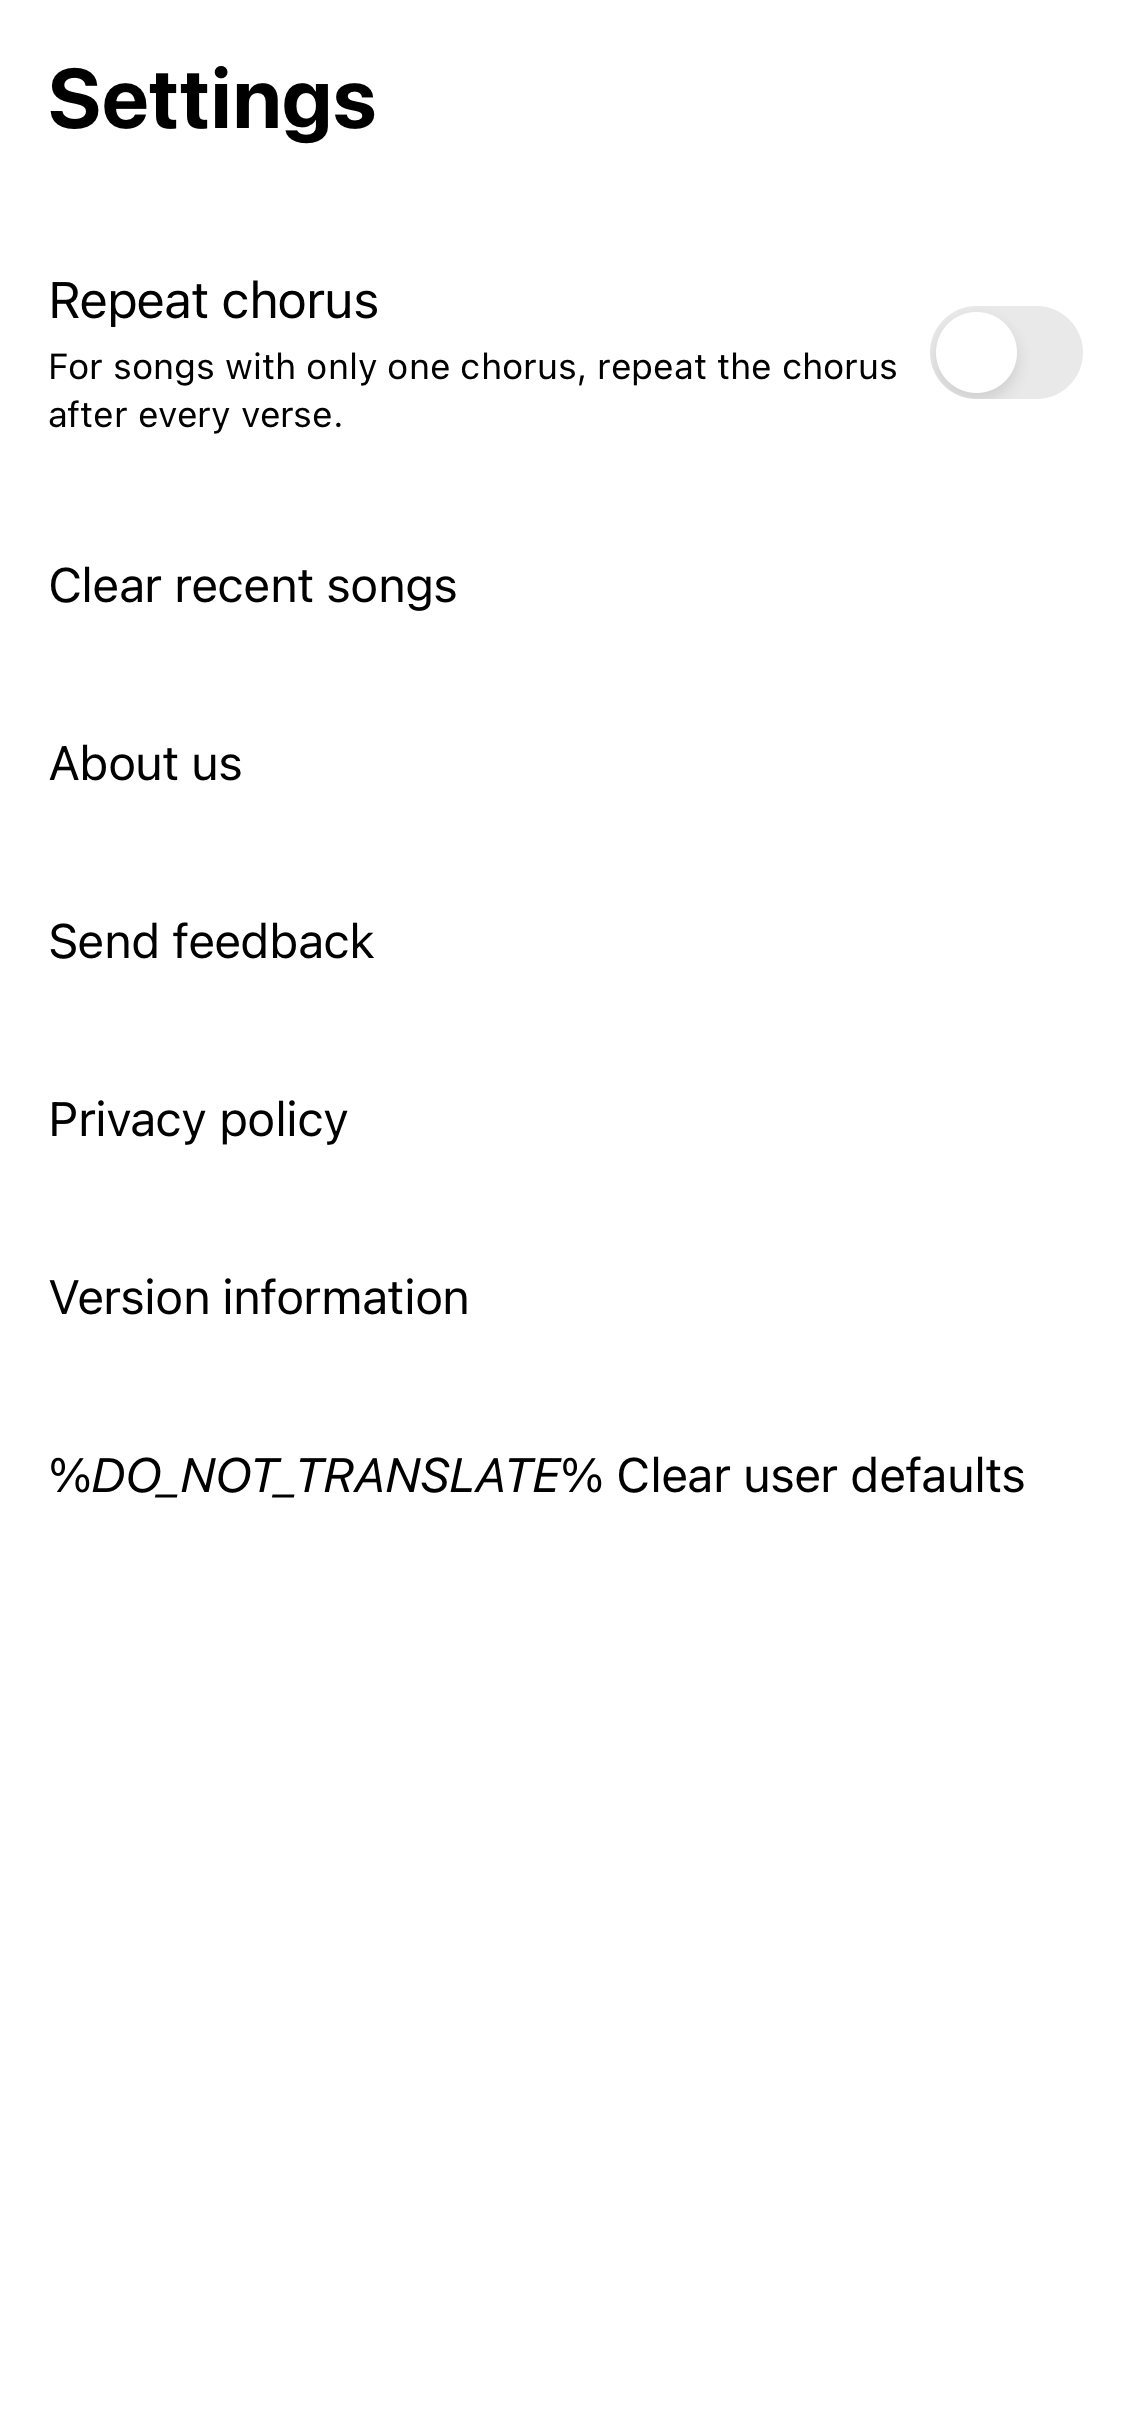 Settings
Repeat chorus
For songs with only one chorus, repeat the chorus
after every verse.
Clear recent songs
About us
Send feedback
Privacy policy
Version information
%DO_NOT_TRANSLATE% Clear user defaults